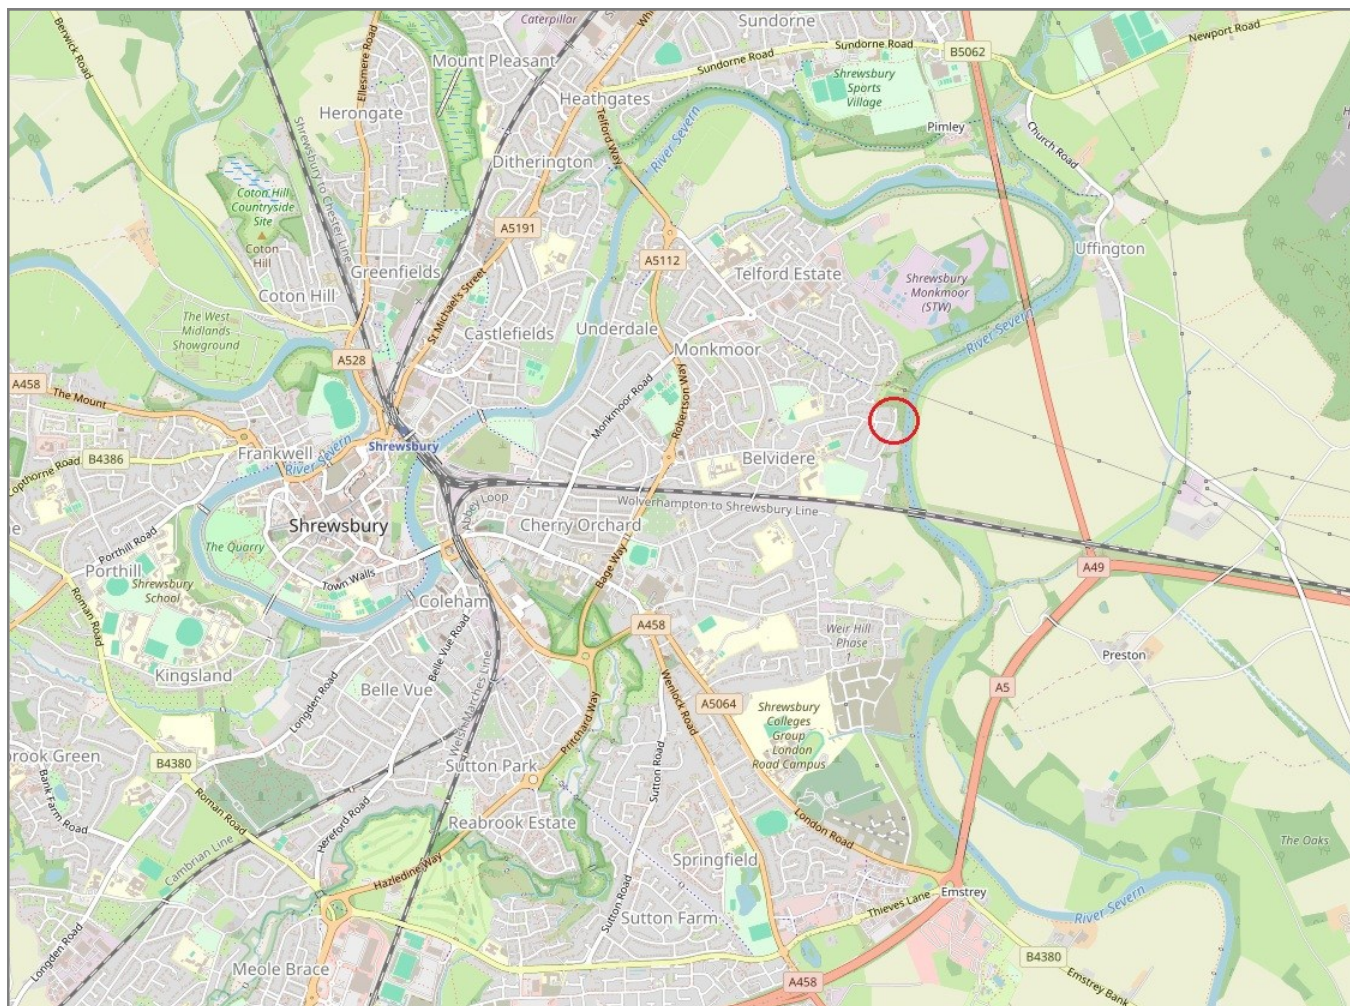 Caterpillar
Sundorne
Berwick Road
Ellesmere Road
Mount Pleasant
Sundorne Road
Sundorne Road
B5062
Newport Road
Shrewsbury
Sports
Village
Heathgates
Herongate
Telford Way
River Severn
Pimley
Church Road
Shrewsbury to Chester Line
Ditherington
Coton Hill
Countryside
Site
Coton
Hill
A5191
Uffington
Greenfields
A5112
Telford Estate
Shrewsbury
Monkmoor
(STW)
Coton Hill
St Michael's Street
The West
Midlands
Showground
Castlefields
Underdale
Monkmoor
River Severn
A528
A458
The Mount
Monkmoor Road
Robertson Way
Shrewsbury
Frankwell
River Severn
B4386
Copthorne Road
Belvidere
Abbey Loop
Wolverhampton to Shrewsbury Line
Shrewsbury
Cherry Orchard
Porthill Road
The Quarry
Porthill
Shrewsbury
School
Town Walls
Bage Way
A49
Coleham
Roman Road
Belle Vue Road
A458
Weir Hill
Phase
1
Preston
Kingsland
Longden Road
Belle Vue
Welsh Marches Line
Pritchard Way
Wenlock Road
A5
A5064
Shrewsbury
Colleges
Group
London
Road Campus
brook Green
Bank Farm Road
B4380
Roman Road
Sutton Park
Sutton Road
Hereford Road
Reabrook Estate
London Road
Cambrian Line
Hazledine Way
Springfield
The Oaks
Emstrey
Thieves Lane
River Severn
Sutton Road
Sutton Farm
Longden Road
Meole Brace
B4380
Emstrey Bank
A458